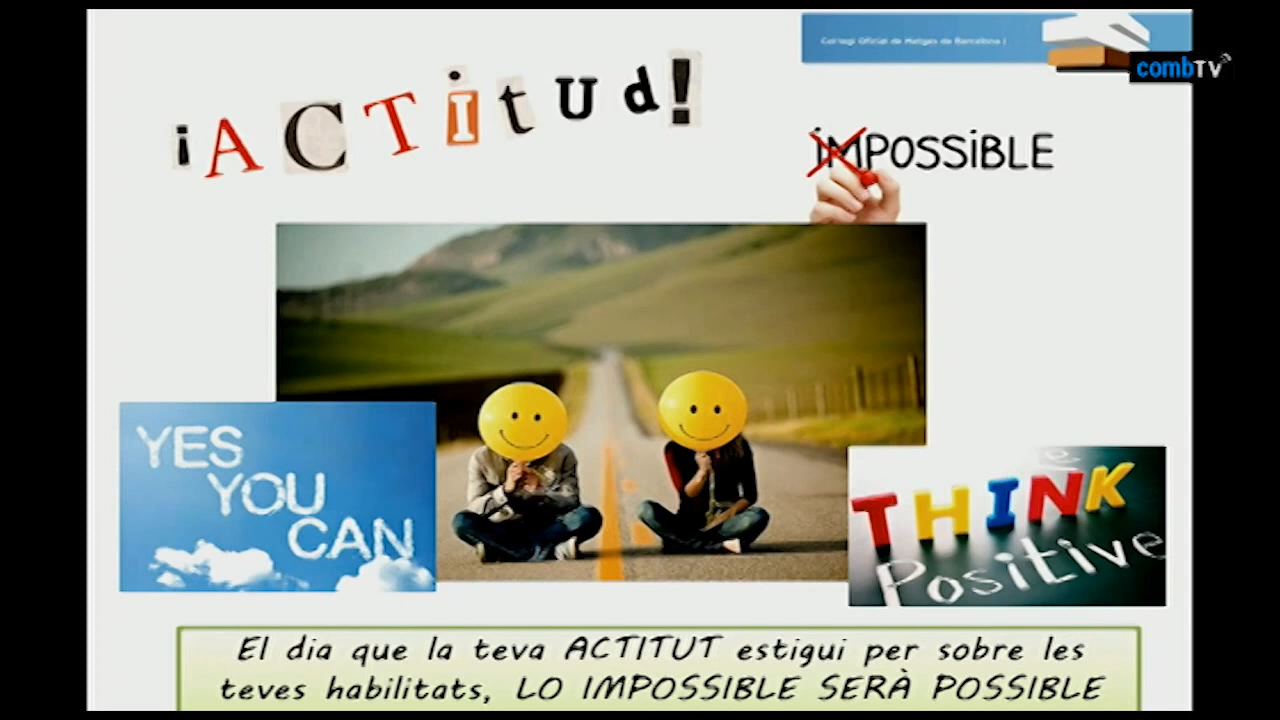 Col·legi Oficial de Metges de Barcelona |
combTV
¡ACTitud!
iMPOSSiBLE
YES
YOU
CAN
THINK
Positive
El dia que la teva ACTITUT estigui per sobre les
teves habilitats, LO IMPOSSIBLE SERÀ POSSIBLE